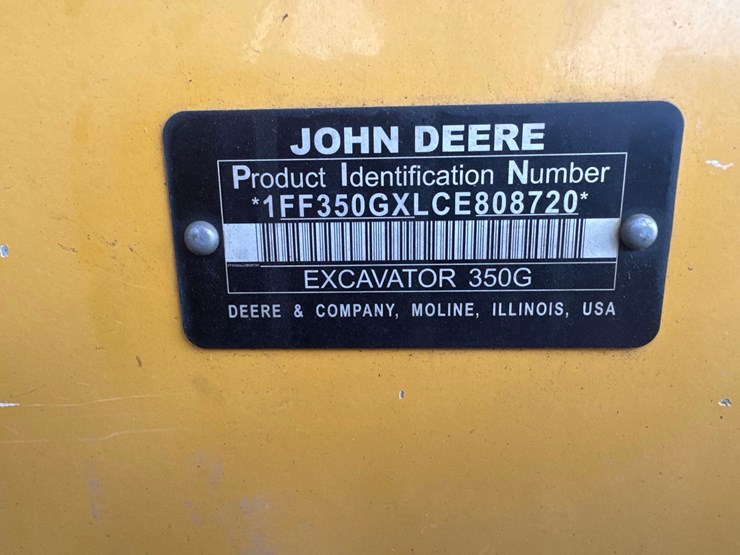 JOHN DEERE
Product Identification Number
*1FF350GXLCE808720*
EXCAVATOR 350G
DEERE & COMPANY, MOLINE, ILLINOIS, USA